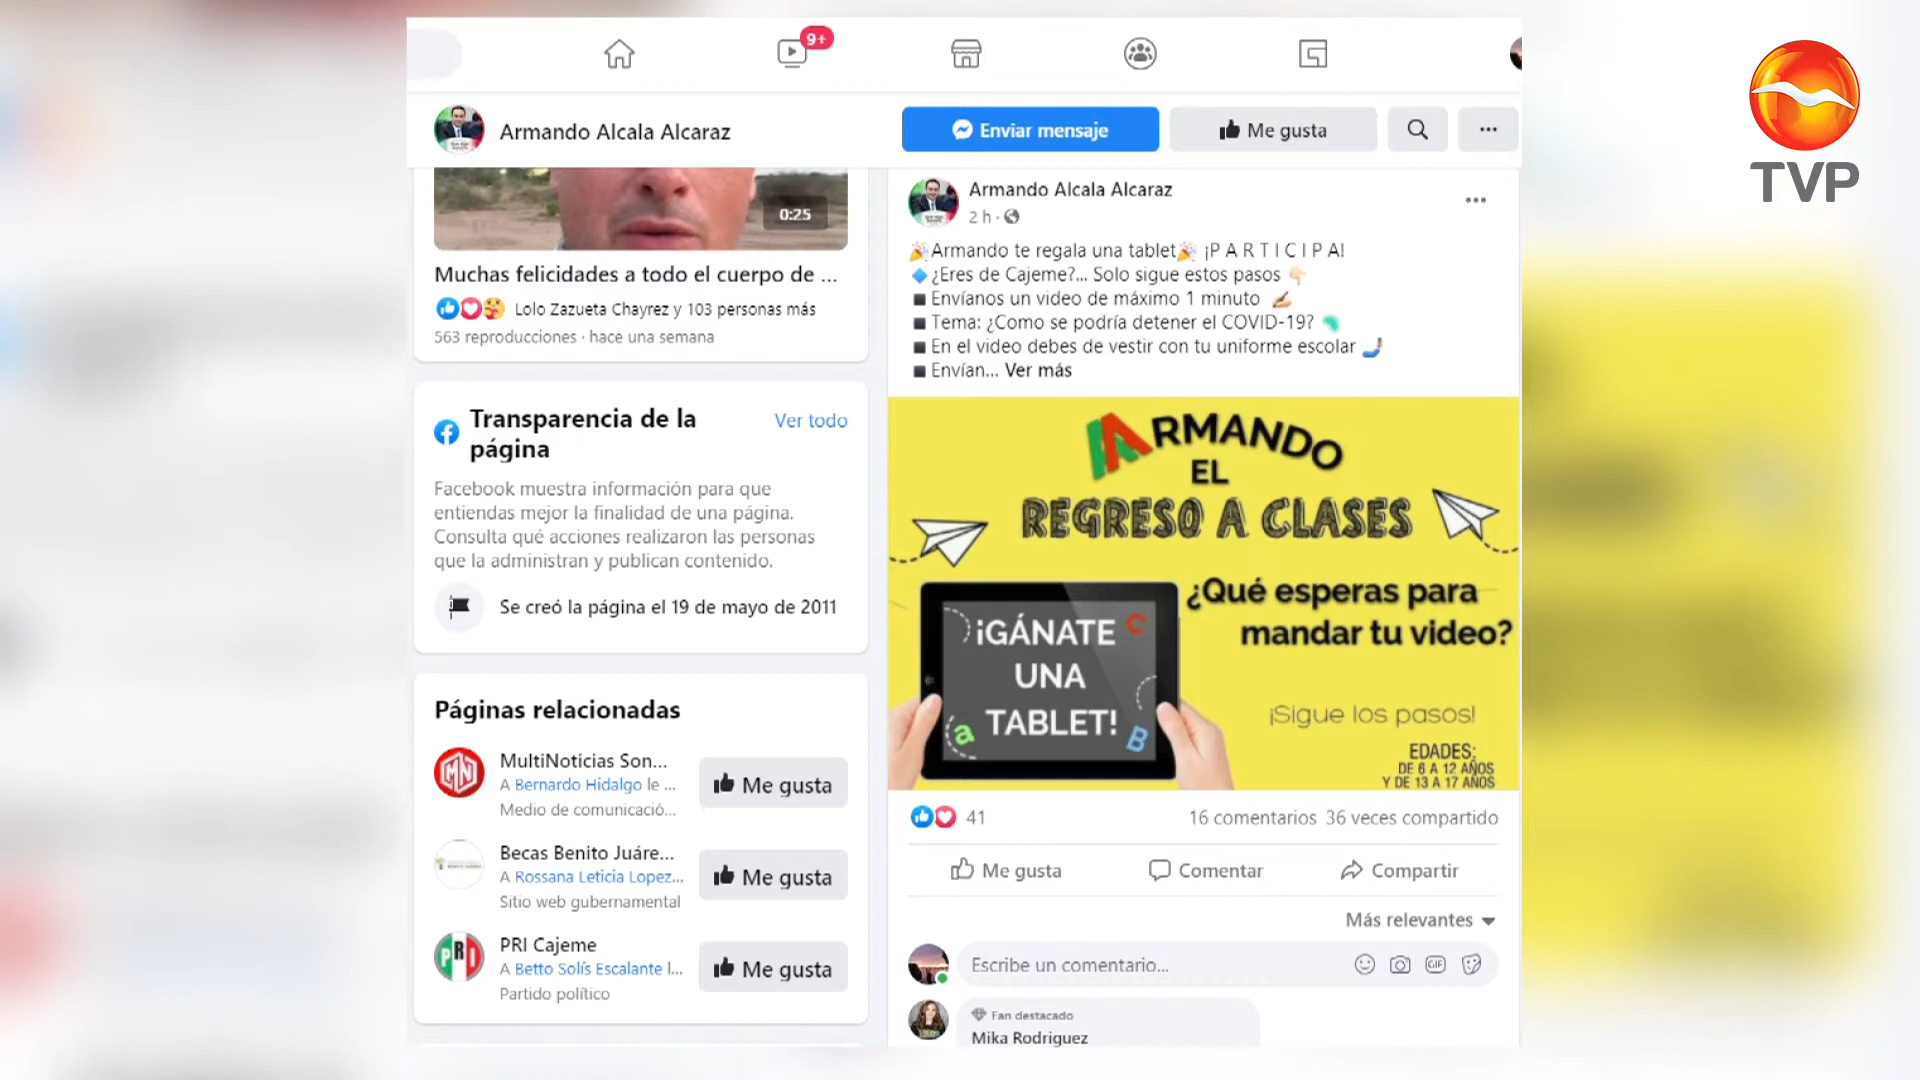 9+
TVP
Armando Alcala Alcaraz
Enviar mensaje
Me gusta
0:25
Muchas felicidades a todo el cuerpo de ...
Lolo Zazueta Chayrez y 103 personas más
563 reproducciones · hace una semana
Transparencia de la página
Ver todo
Facebook muestra información para que
entiendas mejor la finalidad de una página.
Consulta qué acciones realizaron las personas
que la administran y publican contenido.
Se creó la página el 19 de mayo de 2011
Páginas relacionadas
MultiNoticias Son...
A Bernardo Hidalgo le ...
Medio de comunicació...
Me gusta
Becas Benito Juáre...
A Rossana Leticia Lopez...
Sitio web gubernamental
Me gusta
PRI
PRI Cajeme
A Betto Solís Escalante l...
Partido político
Me gusta
Armando Alcala Alcaraz
2 h ·
🎉Armando te regala una tablet🎉 ¡P A R T I C I P A!
🔹¿Eres de Cajeme?... Solo sigue estos pasos 👇🏻
◾Envíanos un video de máximo 1 minuto ✍🏻
◾Tema: ¿Como se podría detener el COVID-19?
◾En el video debes de vestir con tu uniforme escolar 🤳🏻
◾Envían... Ver más
ARMANDO
EL
REGRESO A CLASES
¿Qué esperas para
mandar tu video?
¡GÁNATE
UNA
TABLET!
C
a
B
¡Sigue los pasos!
EDADES;
DE 6 A 12 AÑOS
Y DE 13 A 17 AÑOS
41
16 comentarios 36 veces compartido
Me gusta
Comentar
Compartir
Más relevantes
Escribe un comentario...
GIF
Fan destacado
Mika Rodriguez